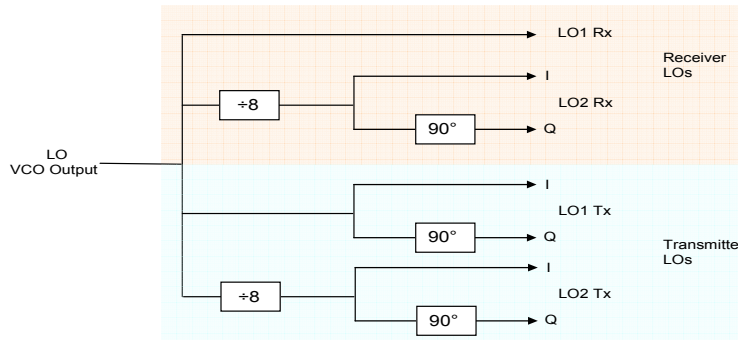 LO1 Rx
Receiver
LOs
I
÷8
LO2 Rx
90°
Q
LO
VCO Output
I
LO1 Tx
90°
Q
Transmitte
LOs
I
÷8
LO2 Tx
90°
Q